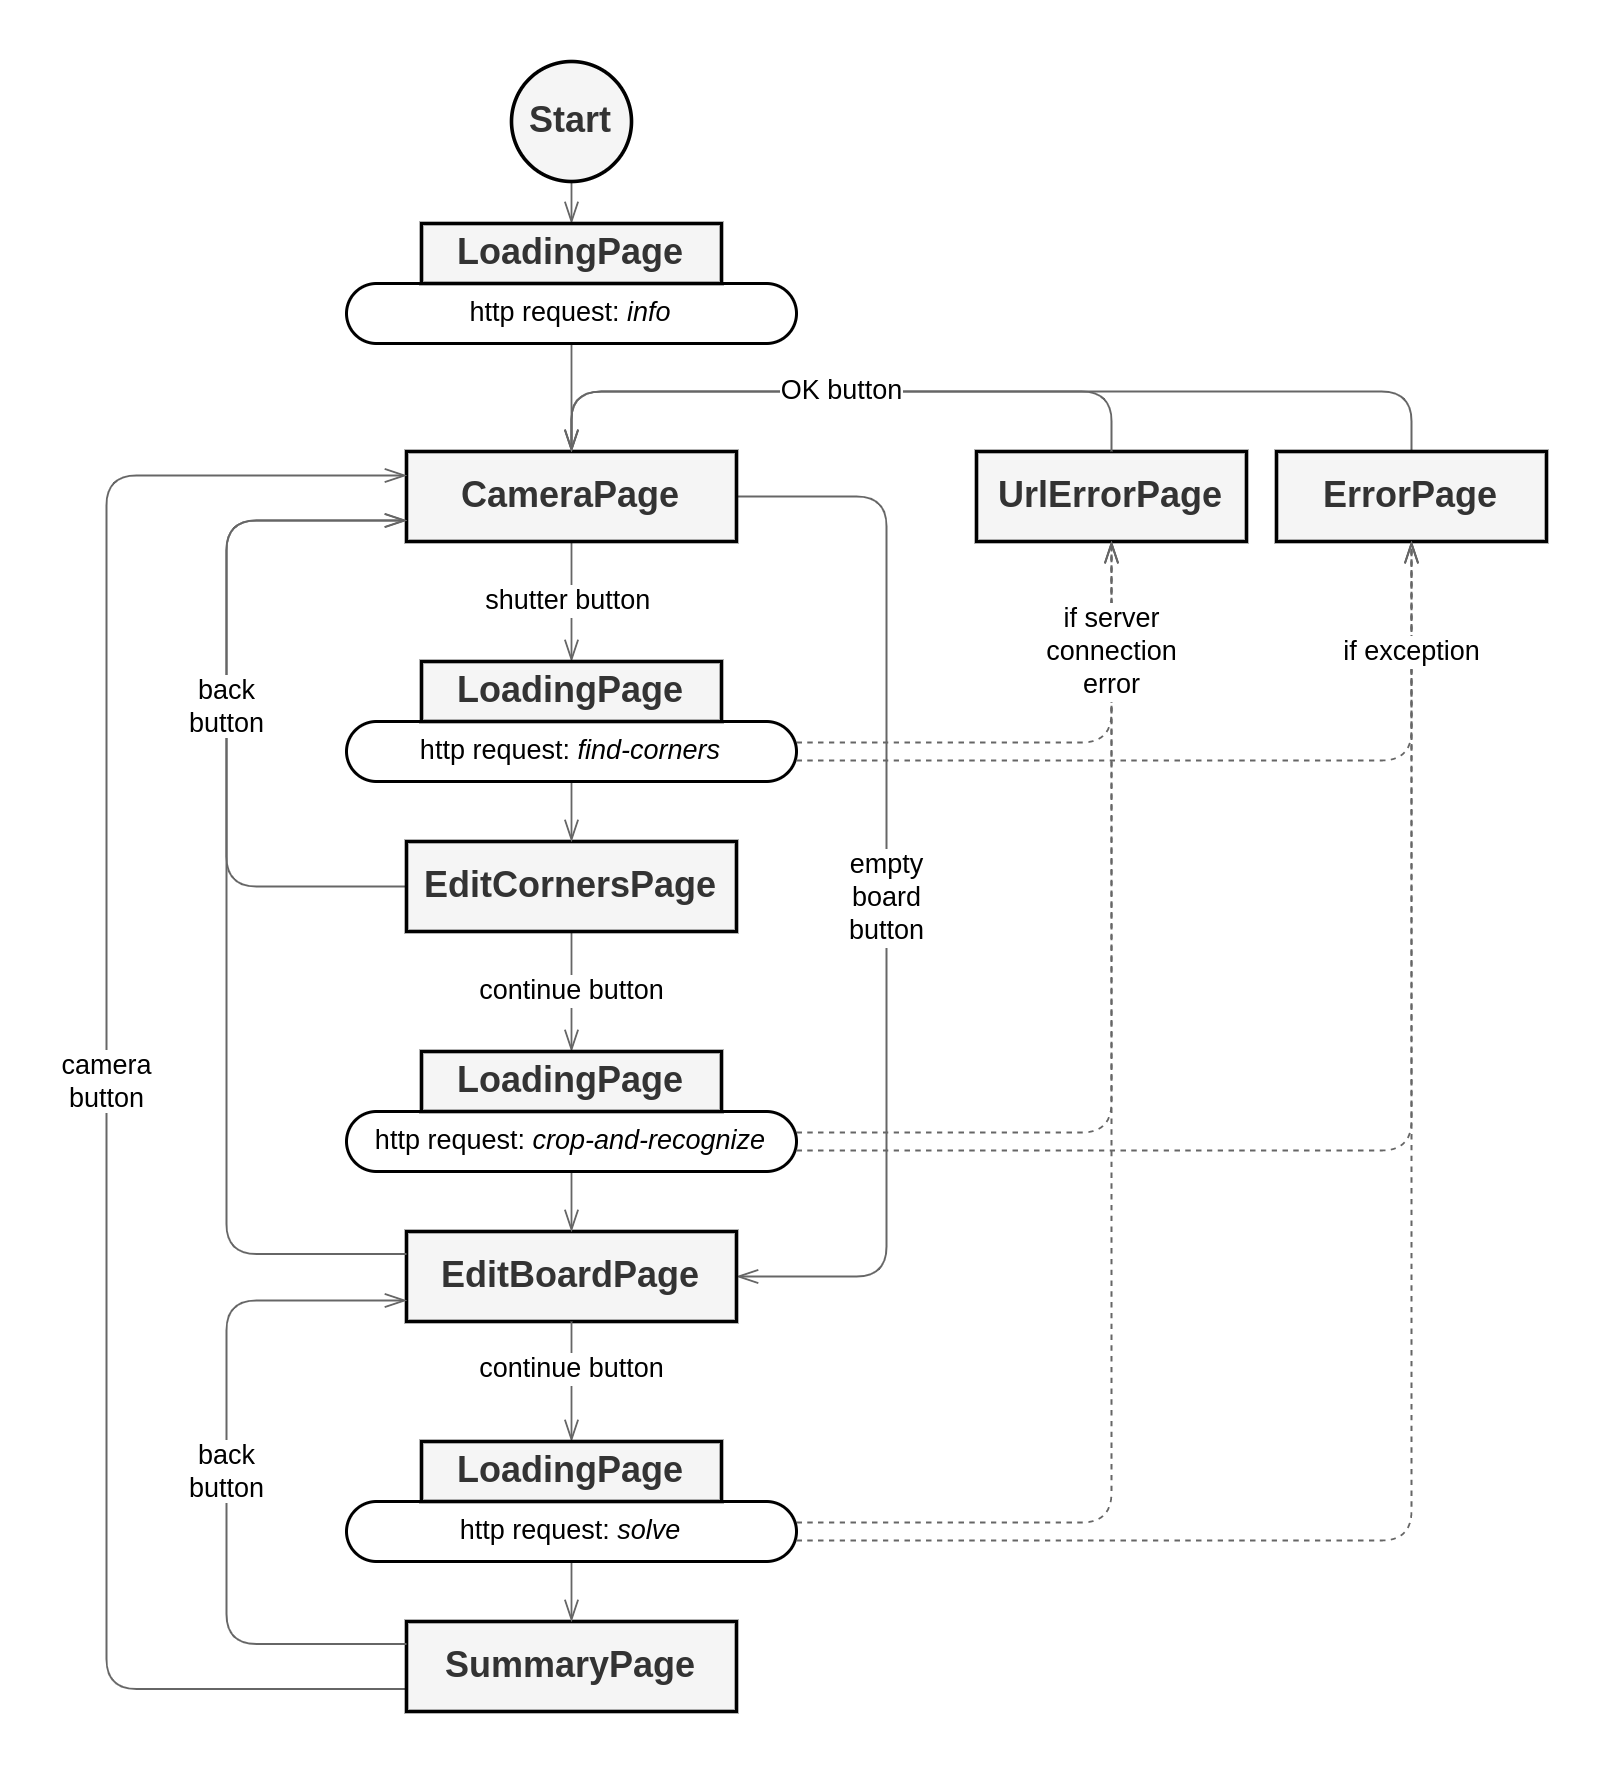 Start
LoadingPage
http request: info
OK button
CameraPage
UrlErrorPage
ErrorPage
shutter button
if server
connection
error
if exception
LoadingPage
http request: find-corners
back
button
EditCornersPage
empty
board
button
continue button
camera
button
LoadingPage
http request: crop-and-recognize
EditBoardPage
continue button
back
button
LoadingPage
http request: solve
SummaryPage